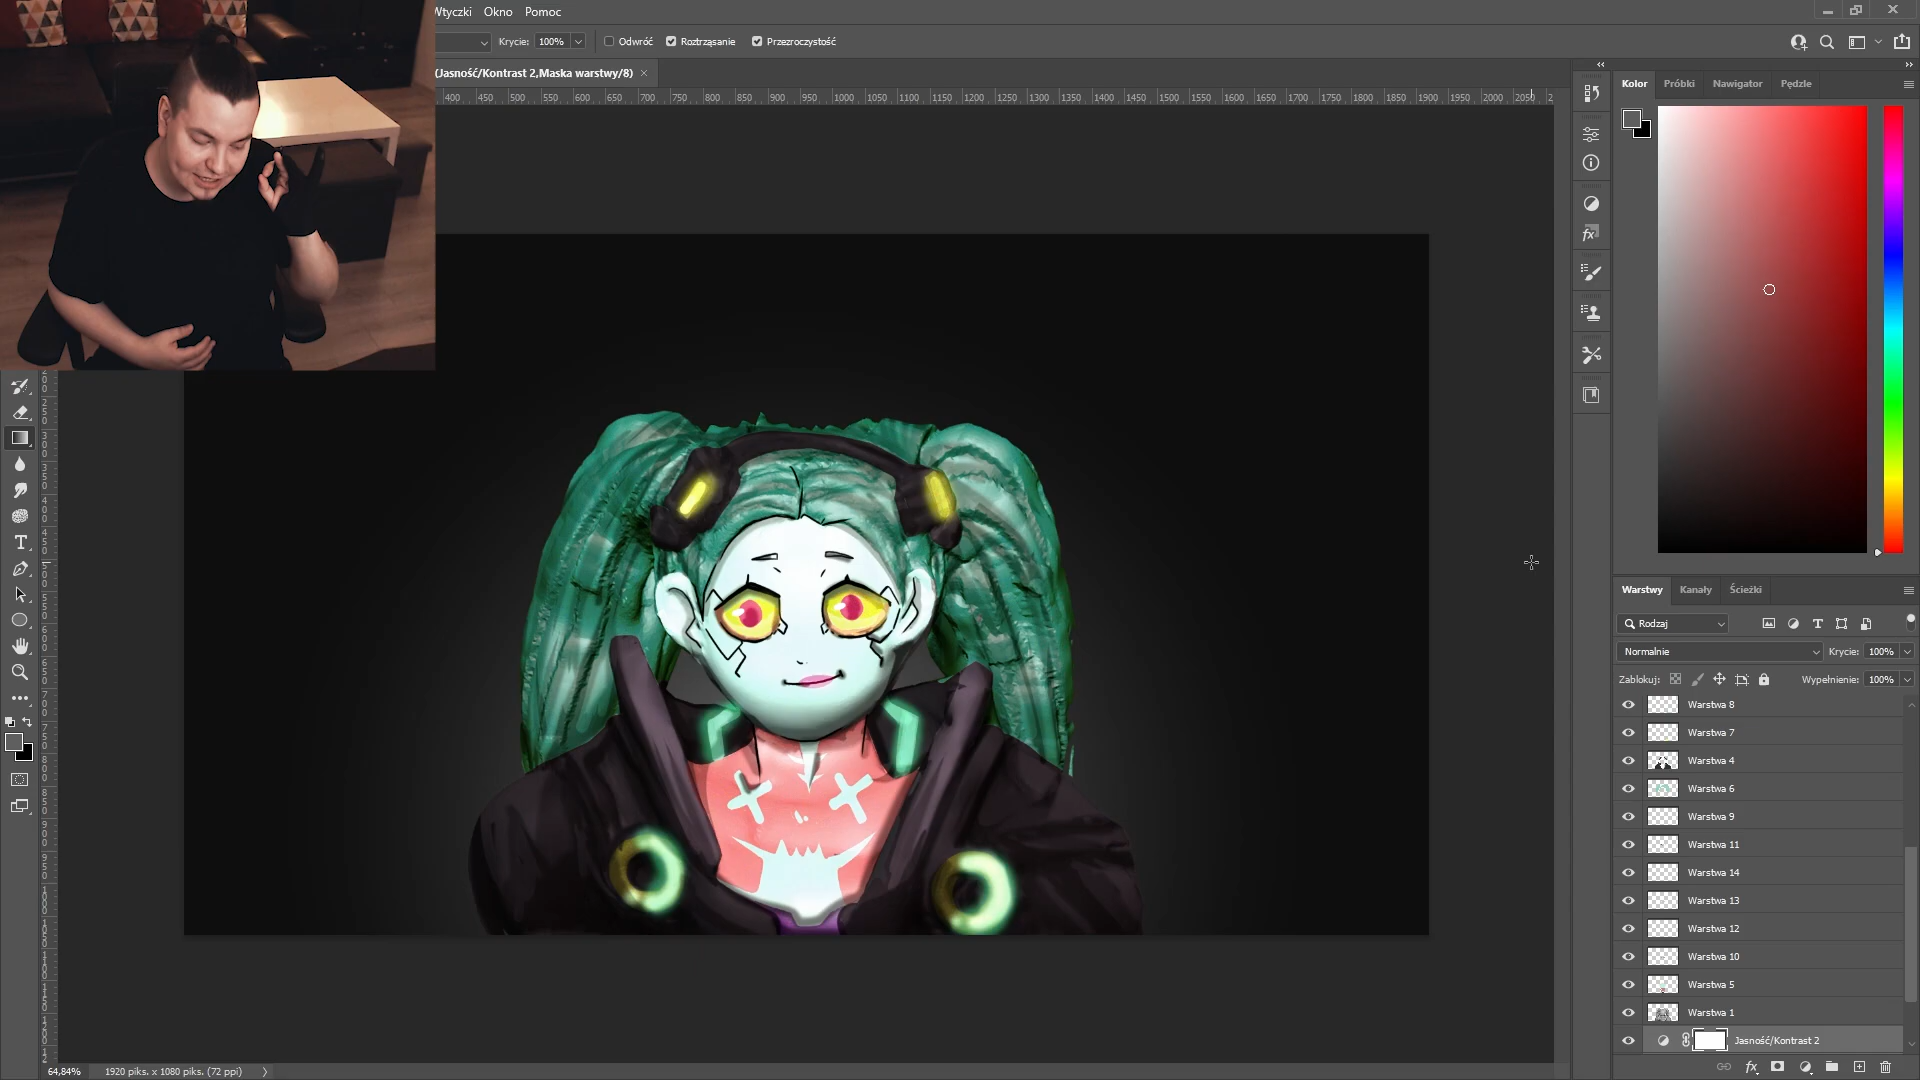 Wtyczki Okno Pomoc
Krycie: 100% Odwróć Roztrząsanie Przezroczystość
(Jasność/Kontrast 2,Maska warstwy/8) ×
400 450 500 550 600 650 700 750 800 850 900 950 1000 1050 1100 1150 1200 1250 1300 1350 1400 1450 1500 1550 1600 1650 1700 1750 1800 1850 1900 1950 2000 2050 2
Kolor Próbki Nawigator Pędzle
Warstwy Kanały Ścieżki
Rodzaj
Normalnie Krycie: 100%
Zablokuj: Wypełnienie: 100%
Warstwa 8
Warstwa 7
Warstwa 4
Warstwa 6
Warstwa 9
Warstwa 11
Warstwa 14
Warstwa 13
Warstwa 12
Warstwa 10
Warstwa 5
Warstwa 1
Jasność/Kontrast 2
64,84% 1920 piks. x 1080 piks. (72 ppi)